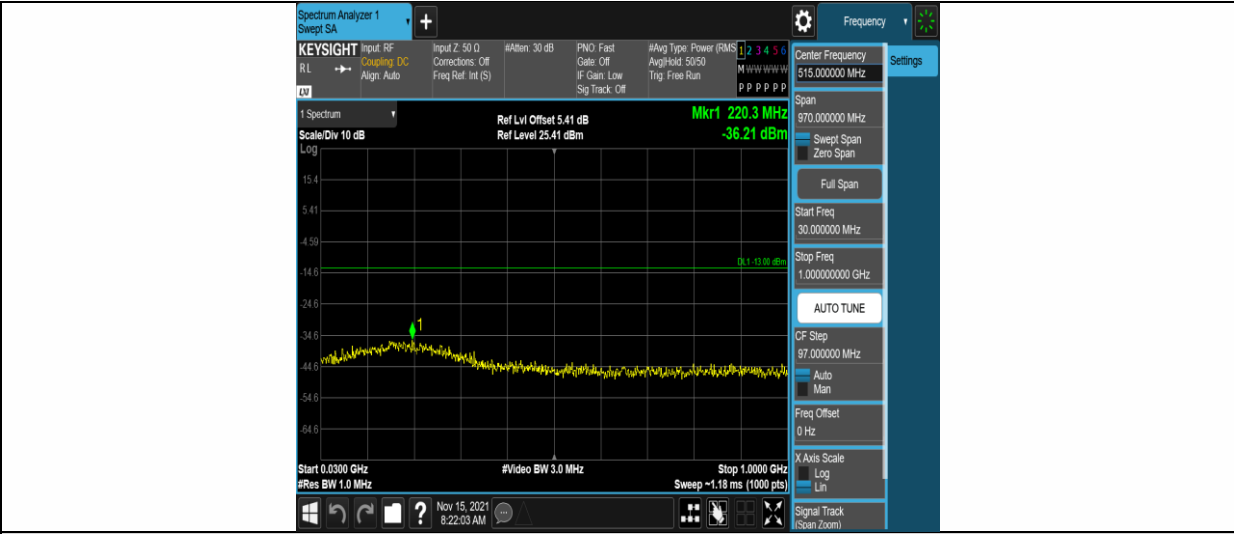 Spectrum Analyzer 1
Swept SA
Frequency
KEYSIGHT
RL
LXI
Input: RF
Coupling: DC
Align: Auto
Input Z: 50 Ω
Corrections: Off
Freq Ref: Int (S)
#Atten: 30 dB
PNO: Fast
Gate: Off
IF Gain: Low
Sig Track: Off
#Avg Type: Power (RMS
Avg|Hold: 50/50
Trig: Free Run
1 2 3 4 5 6
M W W W W W
P P P P P P
1 Spectrum
Scale/Div 10 dB
Log
Ref Lvl Offset 5.41 dB
Ref Level 25.41 dBm
Mkr1 220.3 MHz
-36.21 dBm
15.4
5.41
-4.59
DL1 -13.00 dBm
-14.6
-24.6
1
-34.6
-44.6
-54.6
-64.6
Start 0.0300 GHz
#Res BW 1.0 MHz
#Video BW 3.0 MHz
Stop 1.0000 GHz
Sweep ~1.18 ms (1000 pts)
?
Nov 15, 2021
8:22:03 AM
Center Frequency
515.000000 MHz
Settings
Span
970.000000 MHz
Swept Span
Zero Span
Full Span
Start Freq
30.000000 MHz
Stop Freq
1.000000000 GHz
AUTO TUNE
CF Step
97.000000 MHz
Auto
Man
Freq Offset
0 Hz
X Axis Scale
Log
Lin
Signal Track
(Span Zoom)